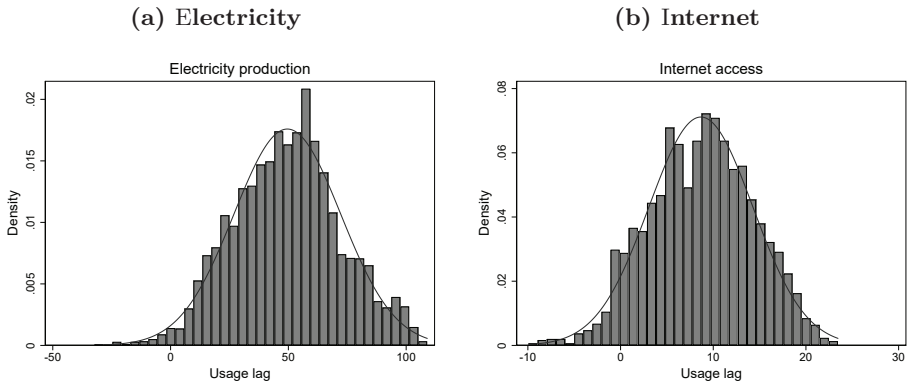 (a) Electricity
Electricity production
Density
0
.005
.01
.015
.02
-50
0
50
100
Usage lag
(b) Internet
Internet access
Density
0
.02
.04
.06
.08
-10
0
10
20
30
Usage lag